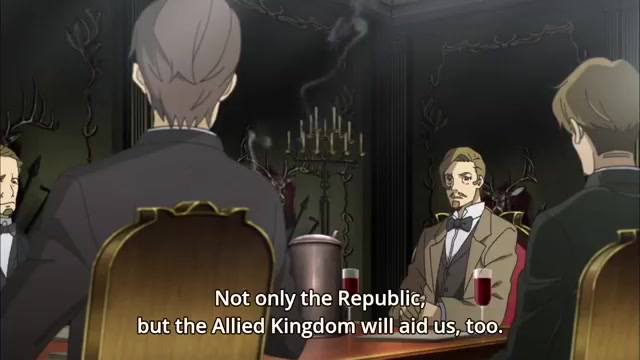 Not only the Republic,
but the Allied Kingdom will aid us, too.